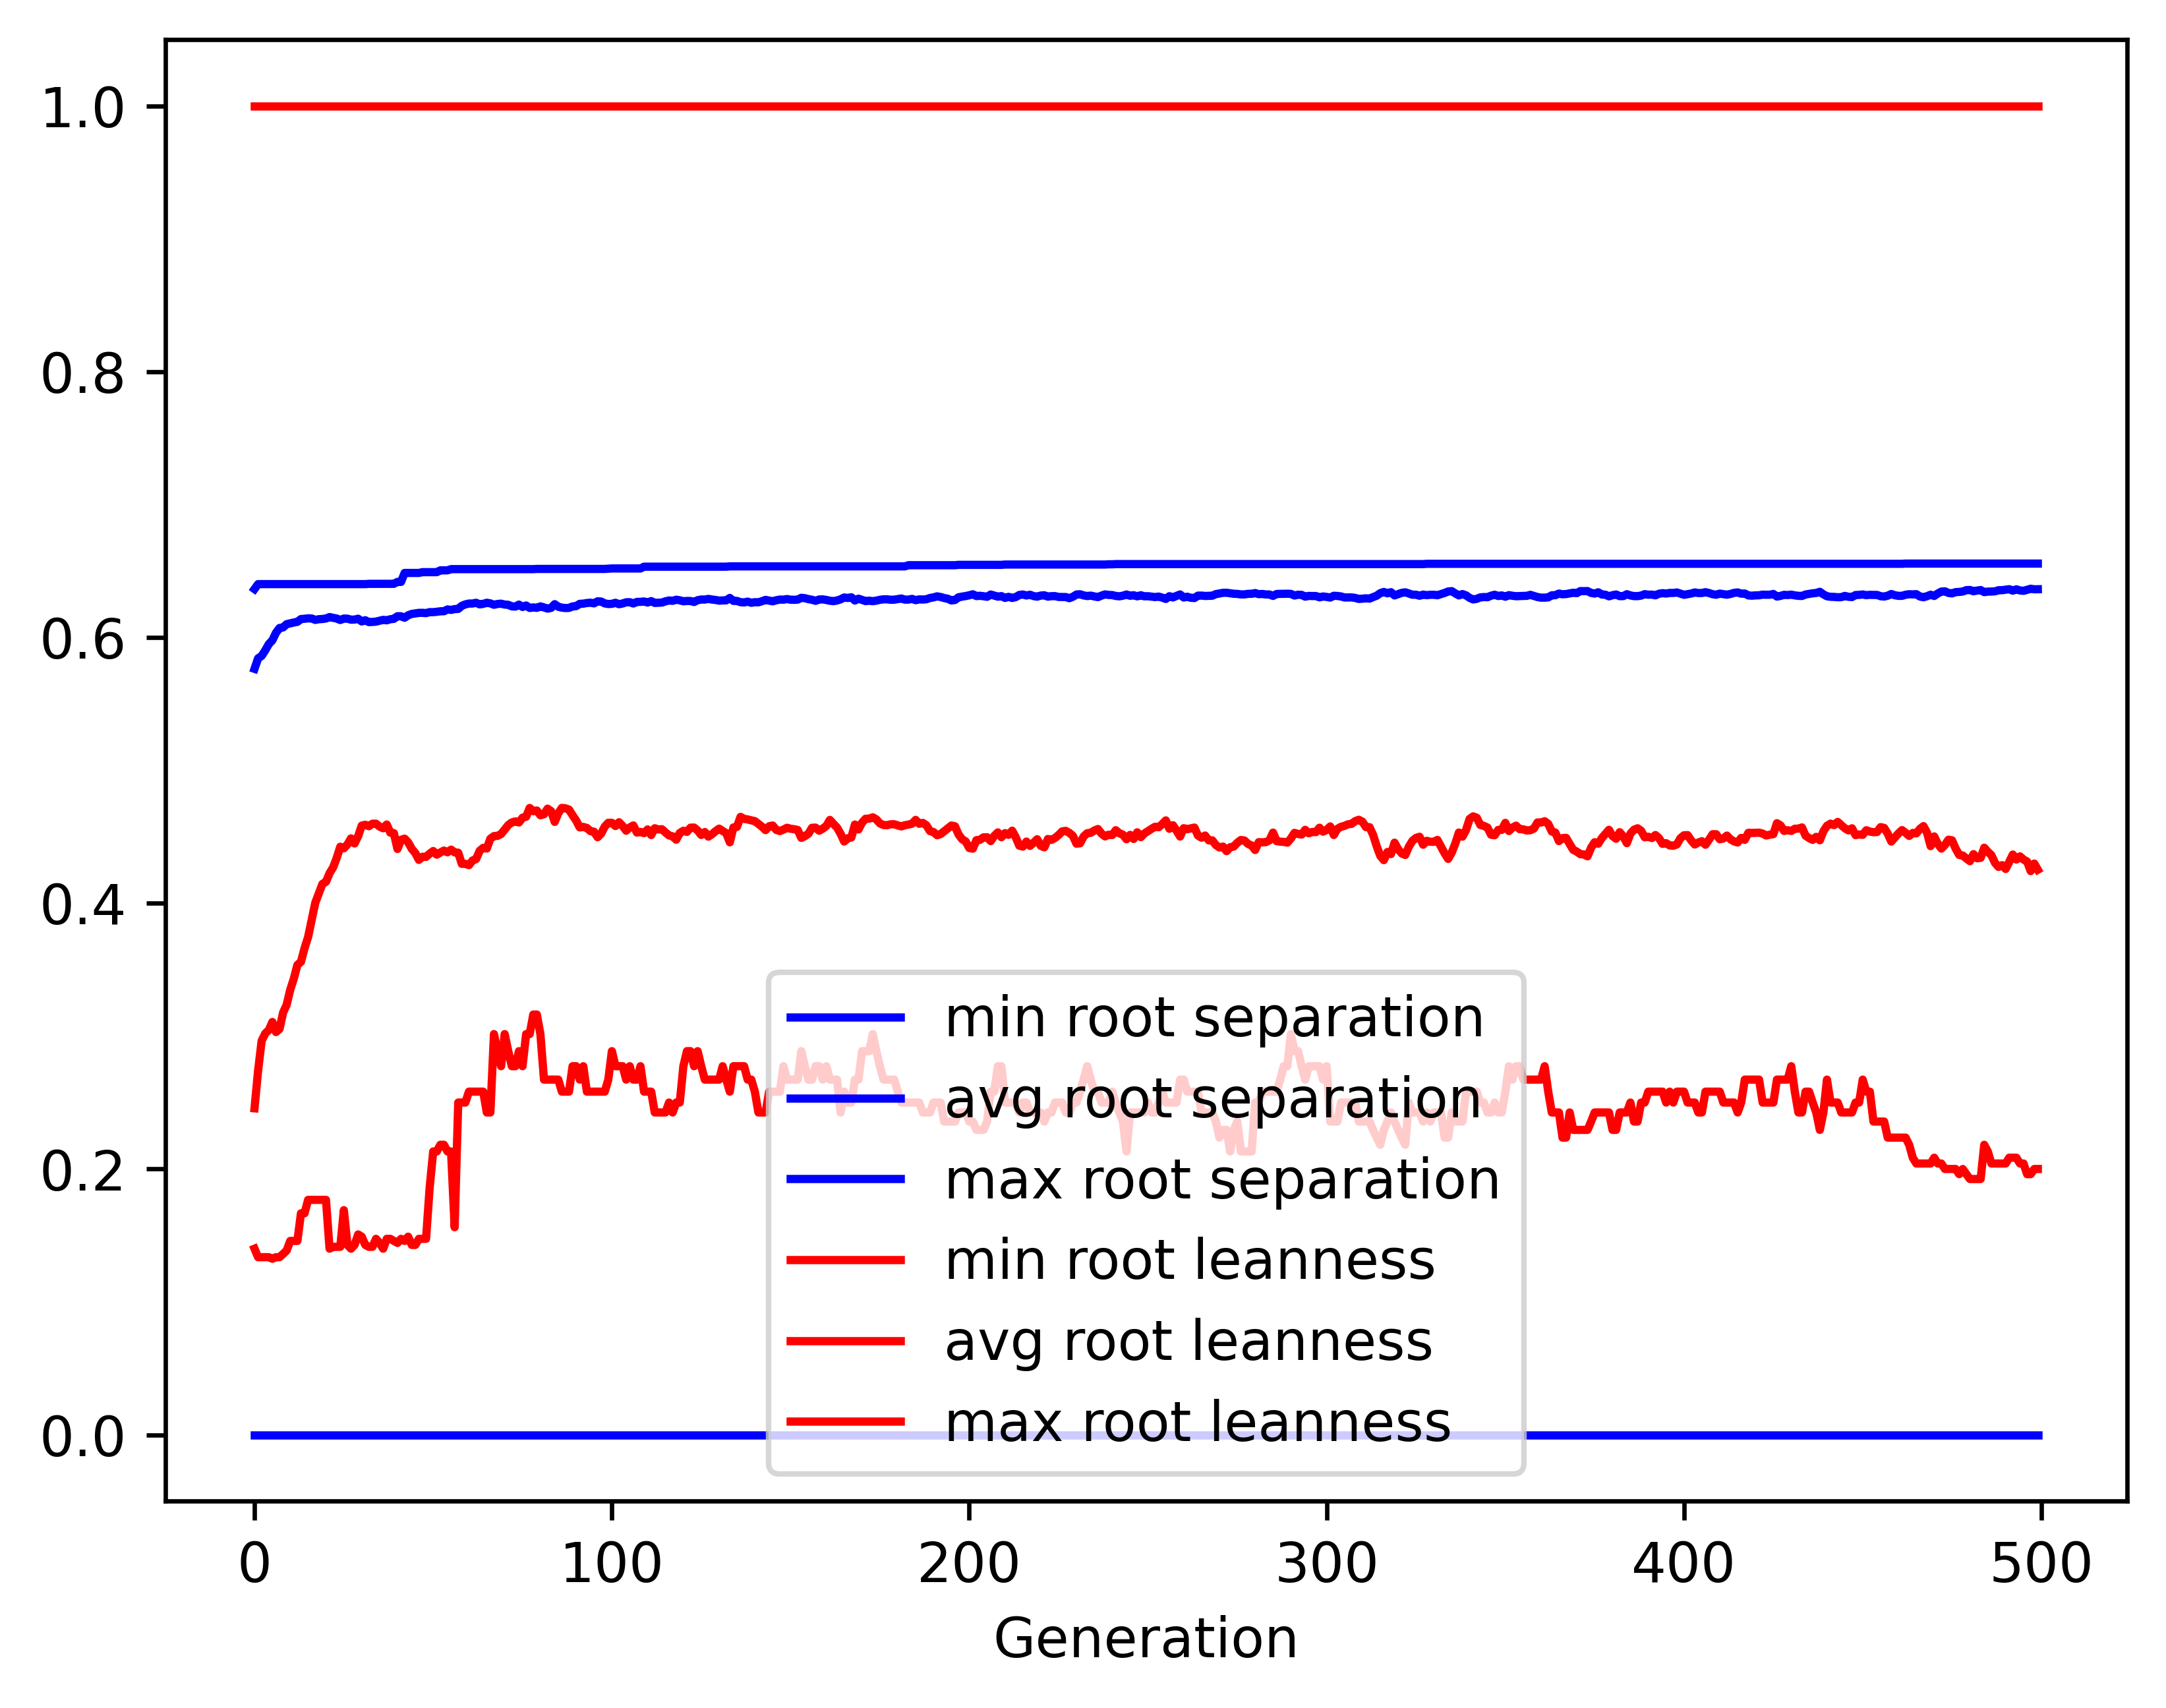 1.0
0.8
0.6
0.4
0.2
0.0
min root separation
avg root separation
max root separation
min root leanness
avg root leanness
max root leanness
0 100 200 300 400 500
Generation